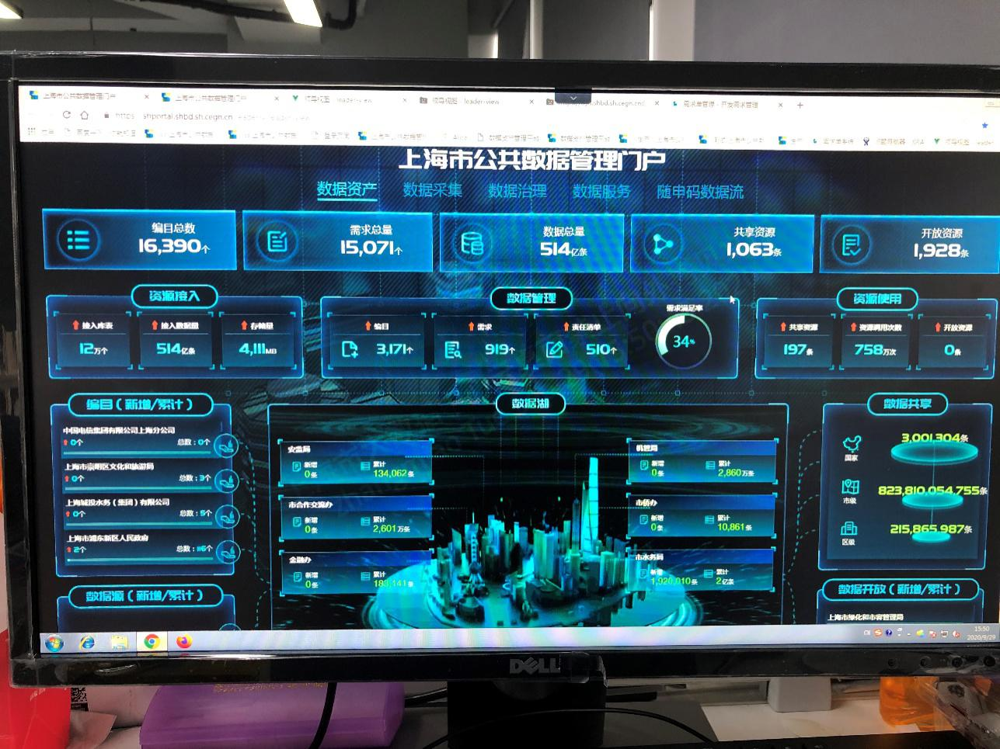 上海市公共数据管理门户
上海市公共数据管理门户
领导视图 - leader-view
领导视图 - leader-view
需求单管理 - 开发需求管理
https
shportal.shbd.sh.cegn.cn
上海市公共数据管理门户
数据资产 数据采集 数据治理 数据服务 随申码数据流
编目总数
16,390个
需求总量
15,071个
数据总量
514亿条
共享资源
1,063条
开放资源
1,928条
资源接入
接入库表
12万个
接入数据量
514亿条
存储量
4,111MB
数据管理
编目
3,171个
需求
919个
责任清单
510个
需求满足率
34%
资源使用
共享资源
197条
资源调用次数
758万次
开放资源
0条
编目(新增/累计)
中国电信集团有限公司上海分公司
0个 总数:0个
上海市崇明区文化和旅游局
0个 总数:3个
上海城投水务(集团)有限公司
0个 总数:5个
上海市浦东新区人民政府
2个 总数:116个
数据源(新增/累计)
数据湖
安监局
新增 累计
0条 134,062条
市合作交流办
新增 累计
0条 2,601万条
金融办
新增 累计
0条 183,141条
机管局
新增 累计
0条 2,860万条
市侨办
新增 累计
0条 10,861条
市水务局
新增 累计
1,920,010条 2亿条
数据共享
国家
3,001,304条
市级
823,810,054,755条
区级
215,865,987条
数据开放(新增/累计)
上海市绿化和市容管理局
15:50
2020/9/29
DELL